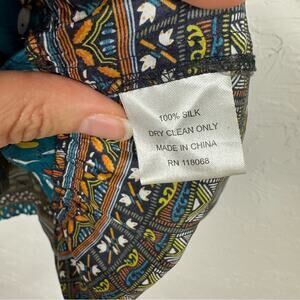 100% SILK
DRY CLEAN ONLY
MADE IN CHINA
RN 118068